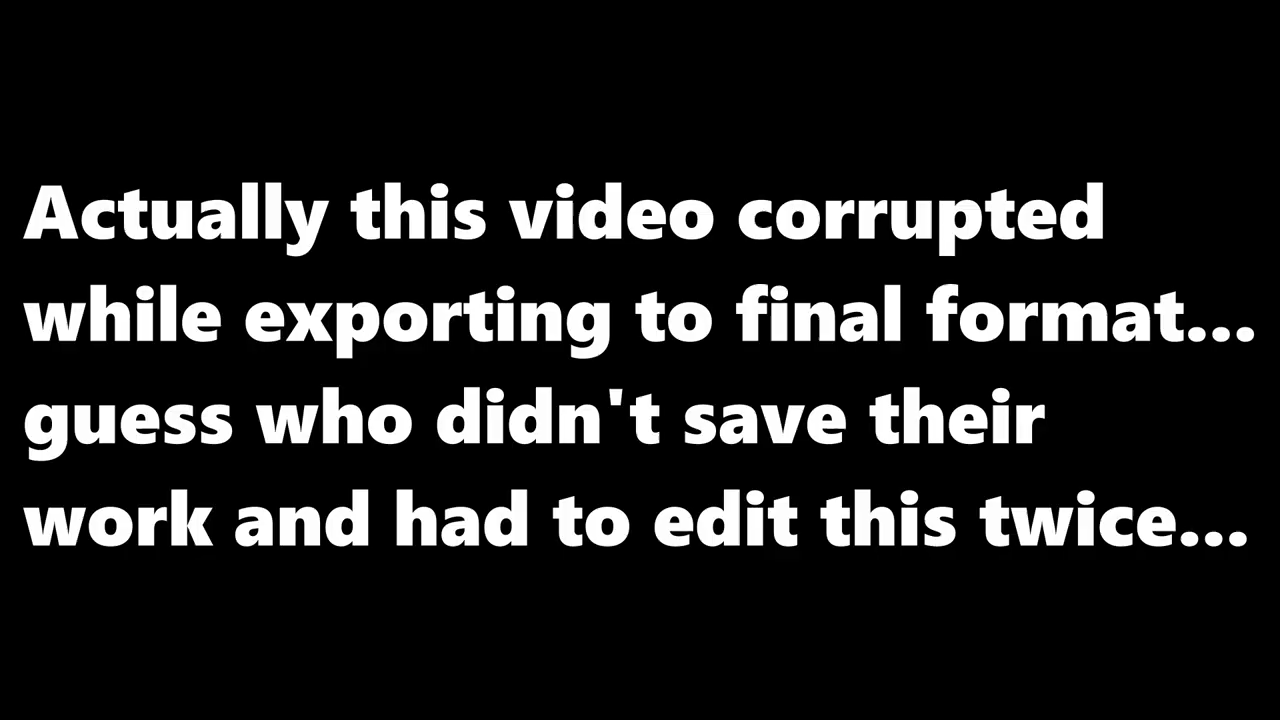 Actually this video corrupted
while exporting to final format...
guess who didn't save their
work and had to edit this twice...